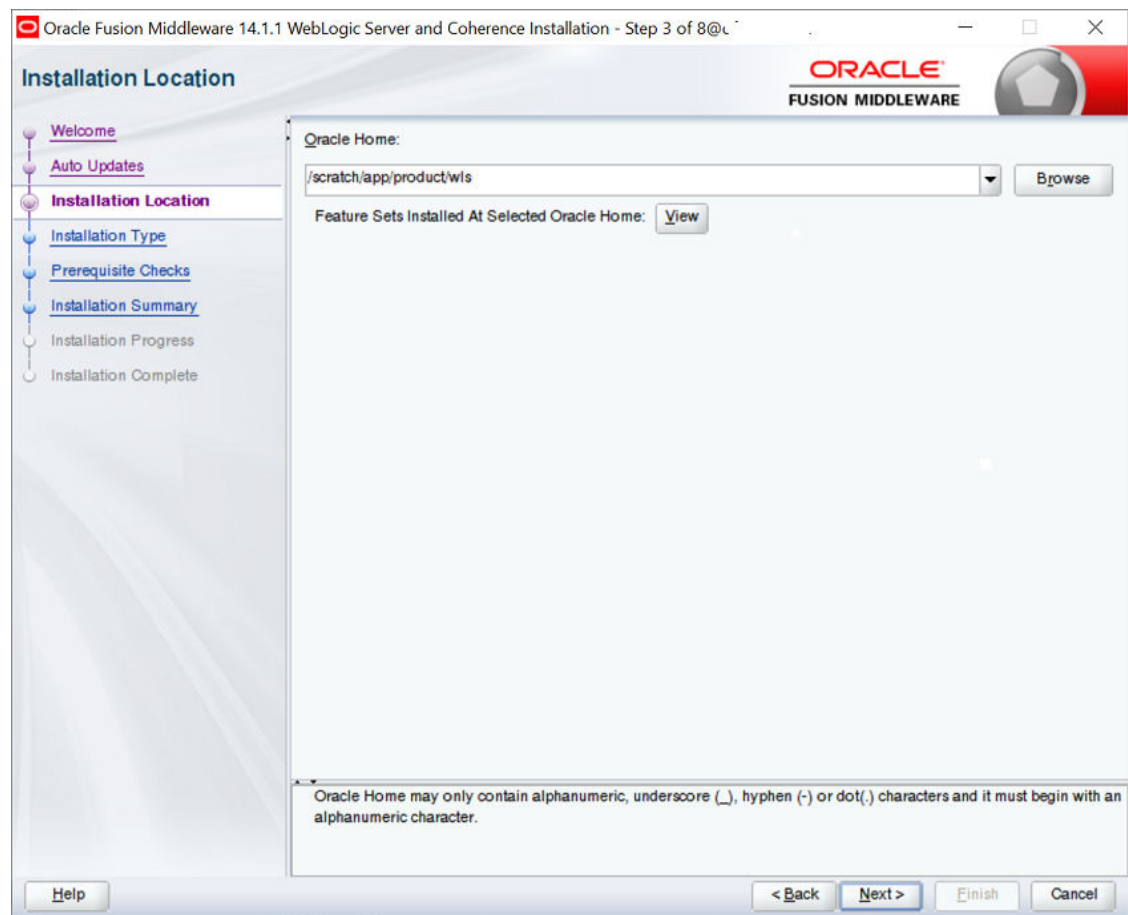 Oracle Fusion Middleware 14.1.1 WebLogic Server and Coherence Installation - Step 3 of 8@
Installation Location
ORACLE
FUSION MIDDLEWARE
Welcome
Auto Updates
Installation Location
Installation Type
Prerequisite Checks
Installation Summary
Installation Progress
Installation Complete
Oracle Home:
/scratch/app/product/wls
Browse
Feature Sets Installed At Selected Oracle Home: View
Oracle Home may only contain alphanumeric, underscore (_), hyphen (-) or dot(.) characters and it must begin with an
alphanumeric character.
Help
< Back Next > Finish Cancel